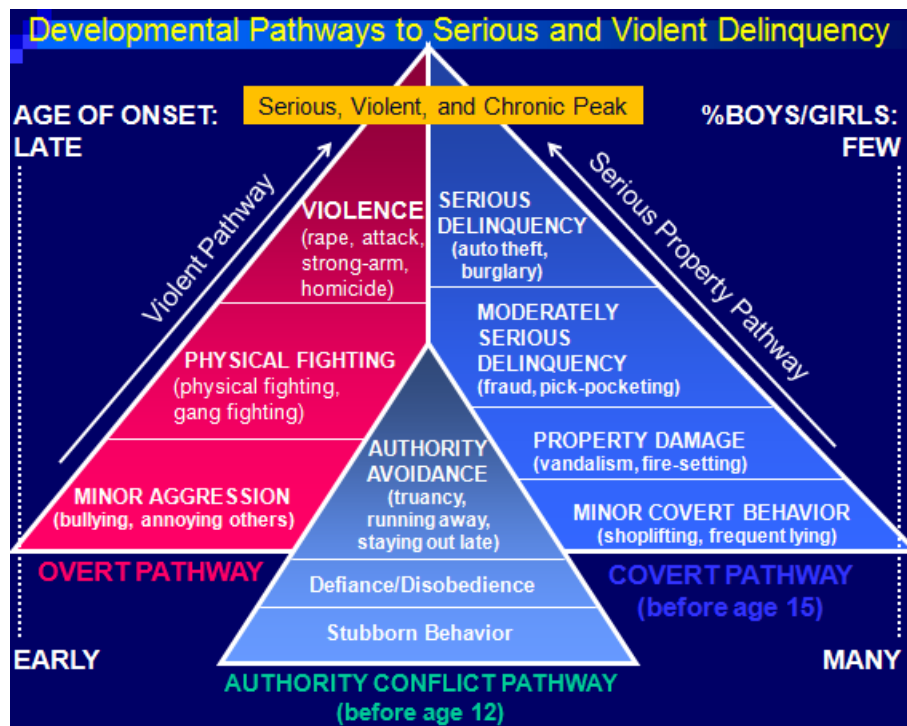 Developmental Pathways to Serious and Violent Delinquency
Serious, Violent, and Chronic Peak
AGE OF ONSET:
LATE
%BOYS/GIRLS:
FEW
Violent Pathway
Serious Property Pathway
VIOLENCE
(rape, attack,
strong-arm,
homicide)
PHYSICAL FIGHTING
(physical fighting,
gang fighting)
MINOR AGGRESSION
(bullying, annoying others)
OVERT PATHWAY
SERIOUS
DELINQUENCY
(auto theft,
burglary)
MODERATELY
SERIOUS
DELINQUENCY
(fraud, pick-pocketing)
PROPERTY DAMAGE
(vandalism, fire-setting)
MINOR COVERT BEHAVIOR
(shoplifting, frequent lying)
COVERT PATHWAY
(before age 15)
AUTHORITY
AVOIDANCE
(truancy,
running away,
staying out late)
Defiance/Disobedience
Stubborn Behavior
AUTHORITY CONFLICT PATHWAY
(before age 12)
EARLY
MANY